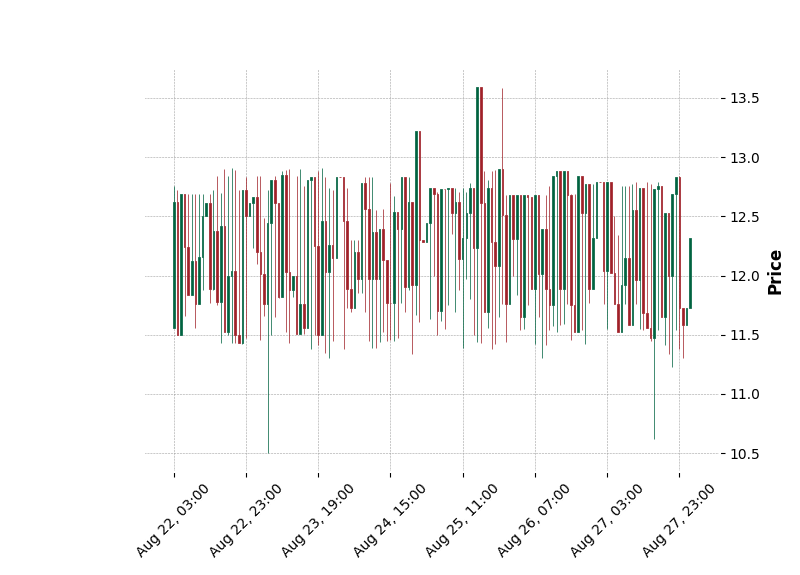 13.5
13.0
12.5
12.0
11.5
11.0
10.5
Price
Aug 22, 03:00
Aug 22, 23:00
Aug 23, 19:00
Aug 24, 15:00
Aug 25, 11:00
Aug 26, 07:00
Aug 27, 03:00
Aug 27, 23:00